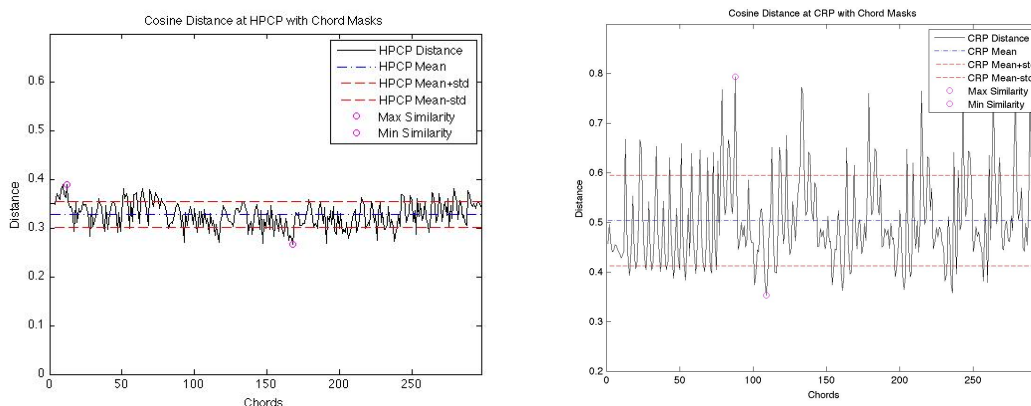 Cosine Distance at HPCP with Chord Masks
HPCP Distance
HPCP Mean
HPCP Mean+std
HPCP Mean-std
Max Similarity
Min Similarity
0.6
0.5
0.4
0.3
0.2
0.1
0
Distance
0 50 100 150 200 250
Chords
Cosine Distance at CRP with Chord Masks
CRP Distance
CRP Mean
CRP Mean+st
CRP Mean-std
Max Similarity
Min Similarity
0.9
0.8
0.7
0.6
0.5
0.4
0.3
0.2
Distance
0 50 100 150 200 250
Chords